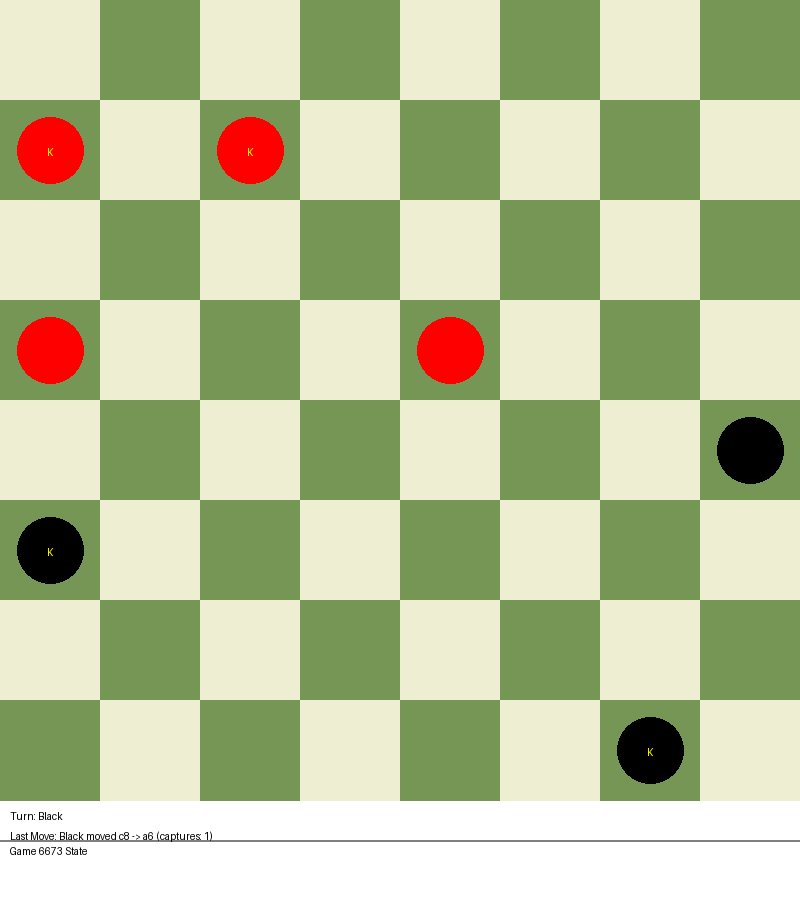 K K
K
K
Turn: Black
Last Move: Black moved c8 -> a6 (captures: 1)
Game 6673 State